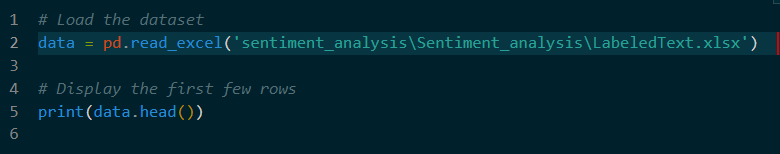 1 # Load the dataset
2 data = pd.read_excel('sentiment_analysis\Sentiment_analysis\LabeledText.xlsx')
3
4 # Display the first few rows
5 print(data.head())
6